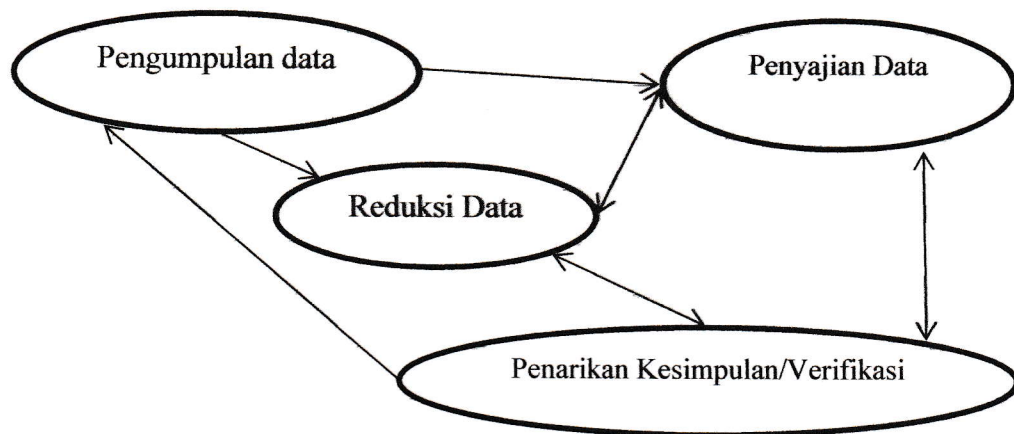 Pengumpulan data
Penyajian Data
Reduksi Data
Penarikan Kesimpulan/Verifikasi